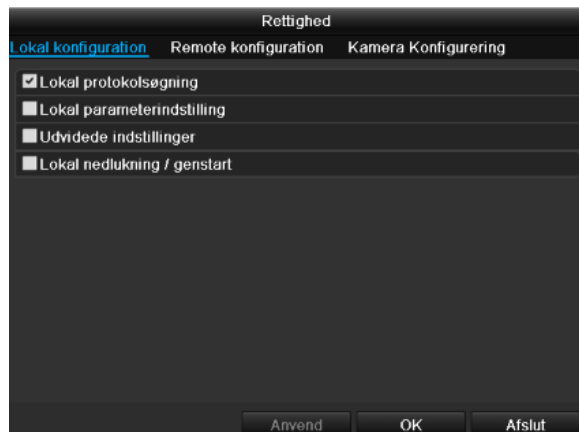 Rettighed
Lokal konfiguration Remote konfiguration Kamera Konfigurering
Lokal protokolsøgning
Lokal parameterindstilling
Udvidede indstillinger
Lokal nedlukning / genstart
Anvend OK Afslut